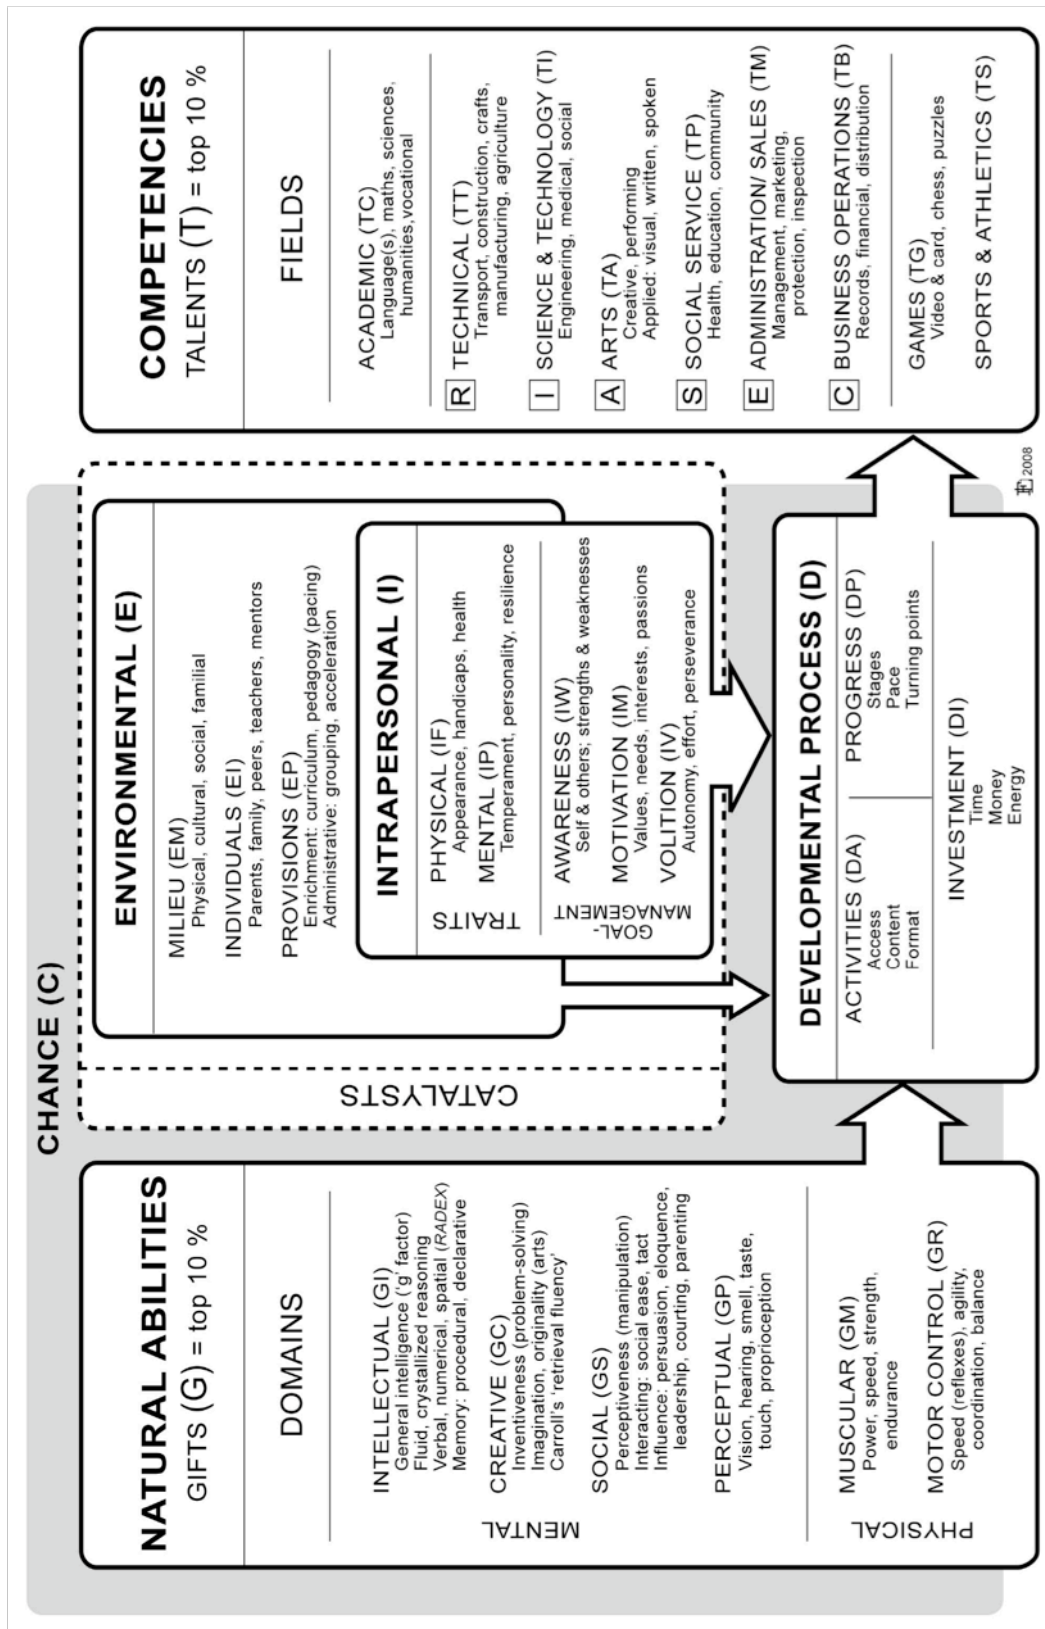 CHANCE (C)
NATURAL ABILITIES
GIFTS (G) = top 10 %
DOMAINS
MENTAL
INTELLECTUAL (GI)
General intelligence ('g' factor)
Fluid, crystallized reasoning
Verbal, numerical, spatial (RADEX)
Memory: procedural, declarative
CREATIVE (GC)
Inventiveness (problem-solving)
Imagination, originality (arts)
Carroll's 'retrieval fluency'
SOCIAL (GS)
Perceptiveness (manipulation)
Interacting: social ease, tact
Influence: persuasion, eloquence,
leadership, counting, parenting
PERCEPTUAL (GP)
Vision, hearing, smell, taste,
touch, proprioception
PHYSICAL
MUSCULAR (GM)
Power, speed, strength,
endurance
MOTOR CONTROL (GR)
Speed (reflexes), agility,
coordination, balance
CATALYSTS
ENVIRONMENTAL (E)
MILIEU (EM)
Physical, cultural, social, familial
INDIVIDUALS (EI)
Parents, family, peers, teachers, mentors
PROVISIONS (EP)
Enrichment: curriculum, pedagogy (pacing)
Administrative: grouping, acceleration
INTRAPERSONAL (I)
TRAITS
PHYSICAL (IF)
Appearance, handicaps, health
MENTAL (IP)
Temperament, personality, resilience
GOAL-
MANAGEMENT
AWARENESS (IW)
Self & others; strengths & weaknesses
MOTIVATION (IM)
Values, needs, interests, passions
VOLITION (IV)
Autonomy, effort, perseverance
DEVELOPMENTAL PROCESS (D)
ACTIVITIES (DA)
Access
Content
Format
PROGRESS (DP)
Stages
Pace
Turning points
INVESTMENT (DI)
Time
Money
Energy
COMPETENCIES
TALENTS (T) = top 10 %
FIELDS
ACADEMIC (TC)
Language(s), maths, sciences,
humanities,vocational
R TECHNICAL (TT)
Transport, construction, crafts,
manufacturing, agriculture
I SCIENCE & TECHNOLOGY (TI)
Engineering, medical, social
A ARTS (TA)
Creative, performing
Applied: visual, written, spoken
S SOCIAL SERVICE (TP)
Health, education, community
E ADMINISTRATION/ SALES (TM)
Management, marketing,
protection, inspection
C BUSINESS OPERATIONS (TB)
Records, financial, distribution
GAMES (TG)
Video & card, chess, puzzles
SPORTS & ATHLETICS (TS)
2008